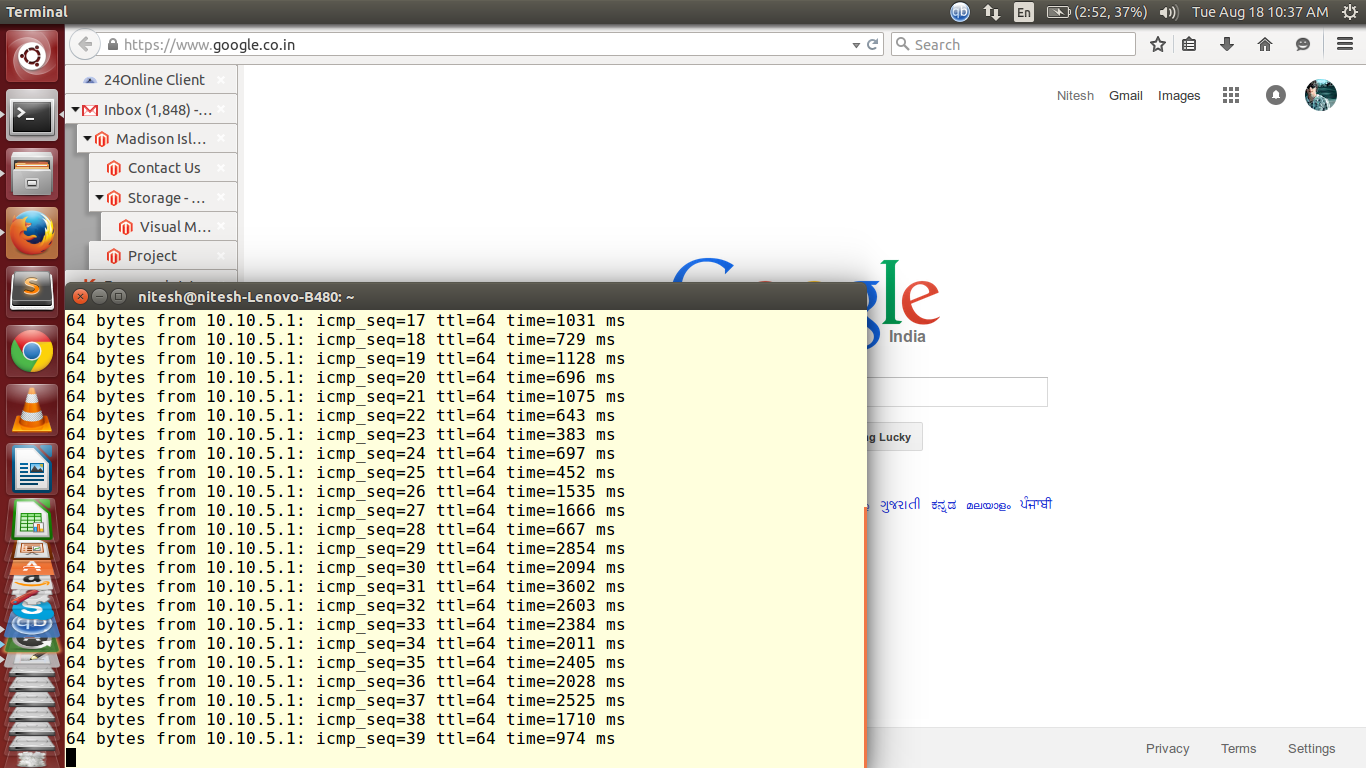 Terminal
En
(2:52, 37%)
Tue Aug 18 10:37 AM
https://www.google.co.in
Search
24Online Client
Inbox (1,848) -...
Madison Isl...
Contact Us
Storage - ...
Visual M...
Project
Nitesh Gmail Images
Google
India
ng Lucky
ગુજરાતી ಕನ್ನಡ മലയാളം ਪੰਜਾਬੀ
Privacy Terms Settings
nitesh@nitesh-Lenovo-B480: ~
64 bytes from 10.10.5.1: icmp_seq=17 ttl=64 time=1031 ms
64 bytes from 10.10.5.1: icmp_seq=18 ttl=64 time=729 ms
64 bytes from 10.10.5.1: icmp_seq=19 ttl=64 time=1128 ms
64 bytes from 10.10.5.1: icmp_seq=20 ttl=64 time=696 ms
64 bytes from 10.10.5.1: icmp_seq=21 ttl=64 time=1075 ms
64 bytes from 10.10.5.1: icmp_seq=22 ttl=64 time=643 ms
64 bytes from 10.10.5.1: icmp_seq=23 ttl=64 time=383 ms
64 bytes from 10.10.5.1: icmp_seq=24 ttl=64 time=697 ms
64 bytes from 10.10.5.1: icmp_seq=25 ttl=64 time=452 ms
64 bytes from 10.10.5.1: icmp_seq=26 ttl=64 time=1535 ms
64 bytes from 10.10.5.1: icmp_seq=27 ttl=64 time=1666 ms
64 bytes from 10.10.5.1: icmp_seq=28 ttl=64 time=667 ms
64 bytes from 10.10.5.1: icmp_seq=29 ttl=64 time=2854 ms
64 bytes from 10.10.5.1: icmp_seq=30 ttl=64 time=2094 ms
64 bytes from 10.10.5.1: icmp_seq=31 ttl=64 time=3602 ms
64 bytes from 10.10.5.1: icmp_seq=32 ttl=64 time=2603 ms
64 bytes from 10.10.5.1: icmp_seq=33 ttl=64 time=2384 ms
64 bytes from 10.10.5.1: icmp_seq=34 ttl=64 time=2011 ms
64 bytes from 10.10.5.1: icmp_seq=35 ttl=64 time=2405 ms
64 bytes from 10.10.5.1: icmp_seq=36 ttl=64 time=2028 ms
64 bytes from 10.10.5.1: icmp_seq=37 ttl=64 time=2525 ms
64 bytes from 10.10.5.1: icmp_seq=38 ttl=64 time=1710 ms
64 bytes from 10.10.5.1: icmp_seq=39 ttl=64 time=974 ms